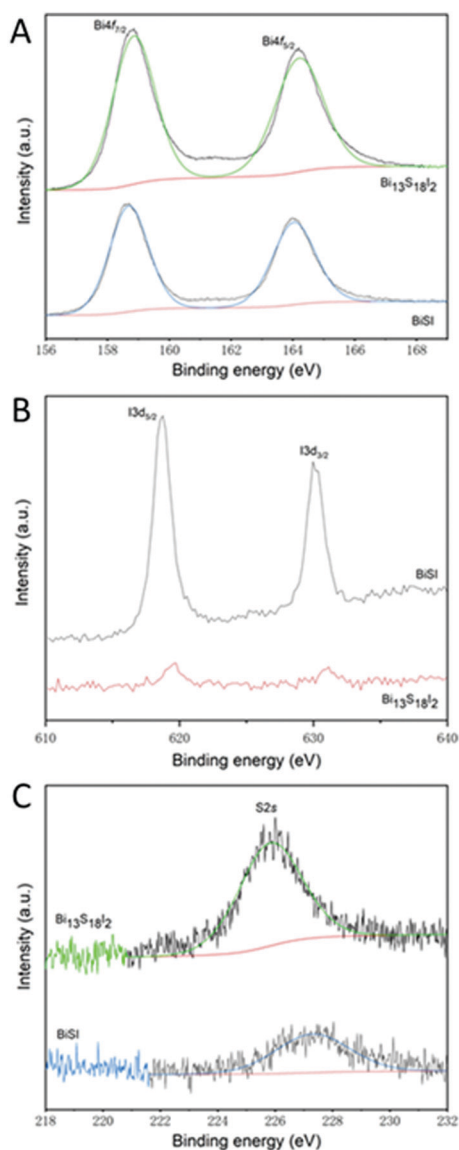 A
Bi4f7/2
Bi4f5/2
Intensity (a.u.)
Bi13S18I2
BiSI
156 158 160 162 164 166 168
Binding energy (eV)
B
I3d5/2
I3d3/2
Intensity (a.u.)
BiSI
Bi13S18I2
610 620 630 640
Binding energy (eV)
C
S2s
Intensity (a.u.)
Bi13S18I2
BiSI
218 220 222 224 226 228 230 232
Binding energy (eV)